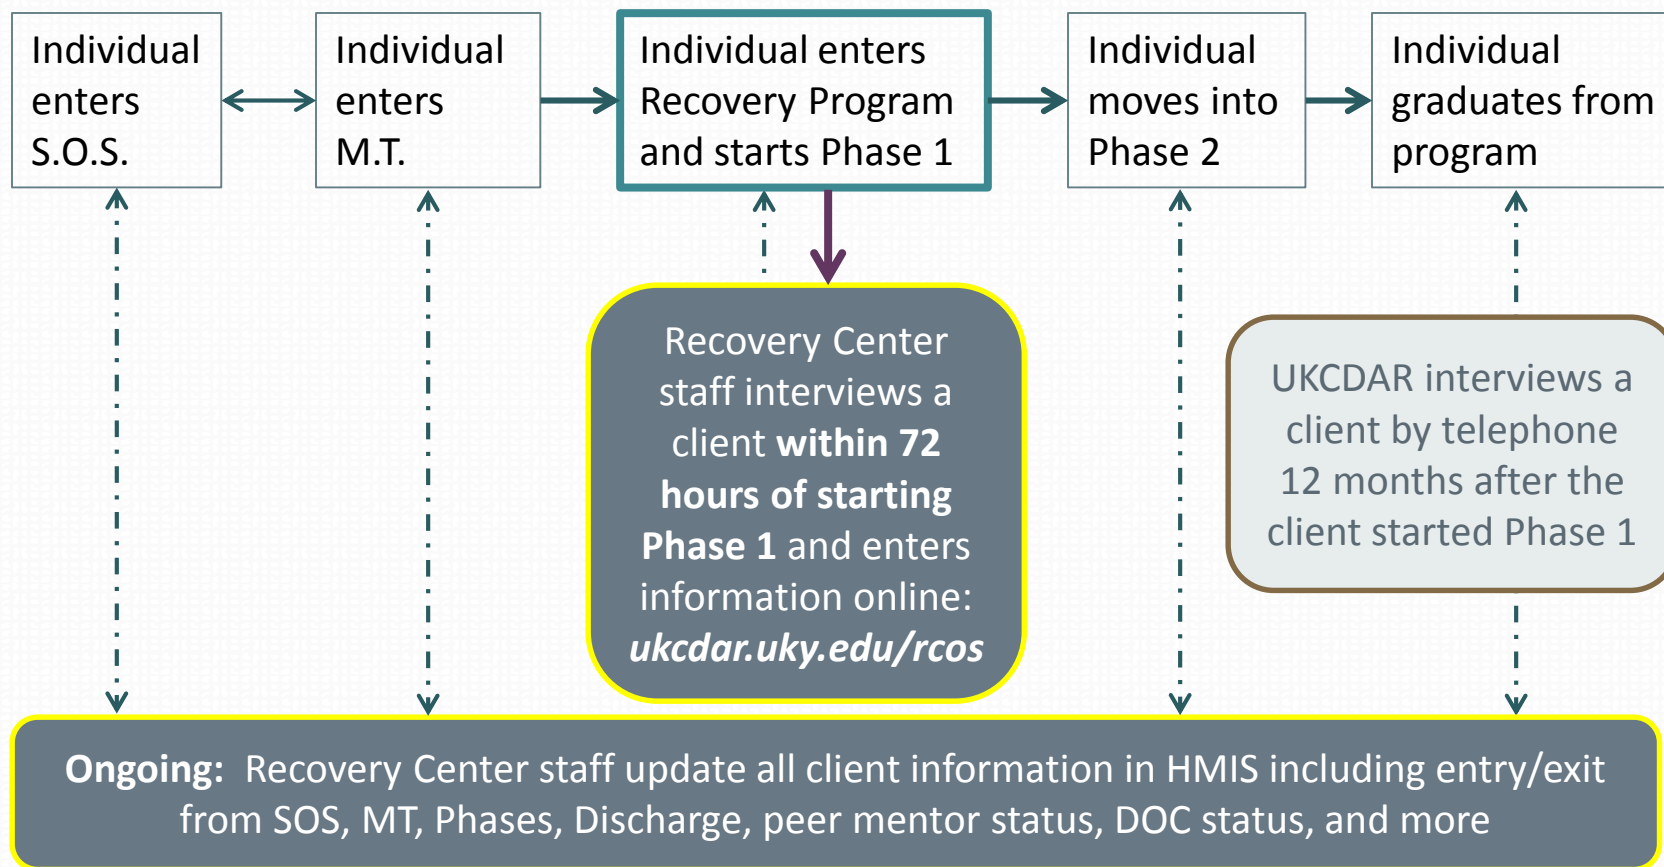 Individual
enters
S.O.S.
Individual
enters
M.T.
Individual enters
Recovery Program
and starts Phase 1
Individual
moves into
Phase 2
Individual
graduates from
program
Recovery Center
staff interviews a
client within 72
hours of starting
Phase 1 and enters
information online:
ukcdar.uky.edu/rcos
UKCDAR interviews a
client by telephone
12 months after the
client started Phase 1
Ongoing: Recovery Center staff update all client information in HMIS including entry/exit
from SOS, MT, Phases, Discharge, peer mentor status, DOC status, and more